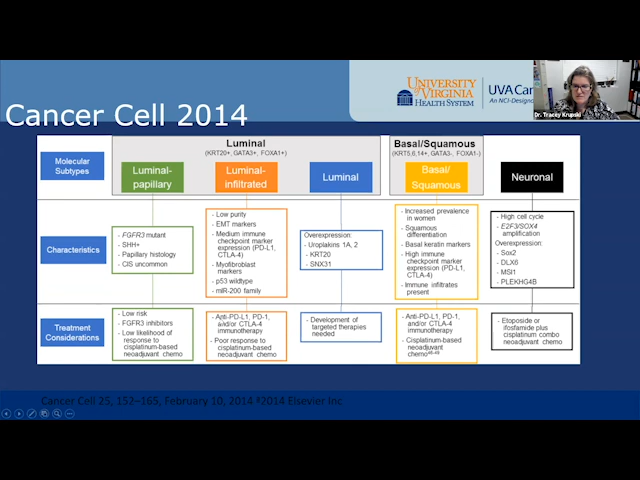 UNIVERSITY
of VIRGINIA
HEALTH SYSTEM
UVA Can
An NCI-Designa
Dr. Tracey Krupski
Cancer Cell 2014
Molecular
Subtypes
Luminal
(KRT20+, GATA3+, FOXA1+)
Luminal-
papillary
Luminal-
infiltrated
Luminal
Basal/Squamous
(KRT5,6,14+, GATA3-, FOXA1-)
Basal/
Squamous
Neuronal
Characteristics
- FGFR3 mutant
- SHH+
- Papillary histology
- CIS uncommon
- Low purity
- EMT markers
- Medium immune
checkpoint marker
expression (PD-L1,
CTLA-4)
- Myofibroblast
markers
- p53 wildtype
- miR-200 family
Overexpression:
- Uroplakins 1A, 2
- KRT20
- SNX31
- Increased prevalence
in women
- Squamous
differentiation
- Basal keratin markers
- High immune
checkpoint marker
expression (PD-L1,
CTLA-4)
- Immune infiltrates
present
- High cell cycle
- E2F3/SOX4
amplification
Overexpression:
- Sox2
- DLX6
- MSI1
- PLEKHG4B
Treatment
Considerations
- Low risk
- FGFR3 inhibitors
- Low likelihood of
response to
cisplatinum-based
neoadjuvant chemo
- Anti-PD-L1, PD-1,
and/or CTLA-4
immunotherapy
- Poor response to
cisplatinum-based
neoadjuvant chemo
- Development of
targeted therapies
needed
- Anti-PD-L1, PD-1,
and/or CTLA-4
immunotherapy
- Cisplatinum-based
neoadjuvant
chemo46-49
- Etoposide or
ifosfamide plus
cisplatinum combo
neoadjuvant chemo
Cancer Cell 25, 152–165, February 10, 2014 ª2014 Elsevier Inc